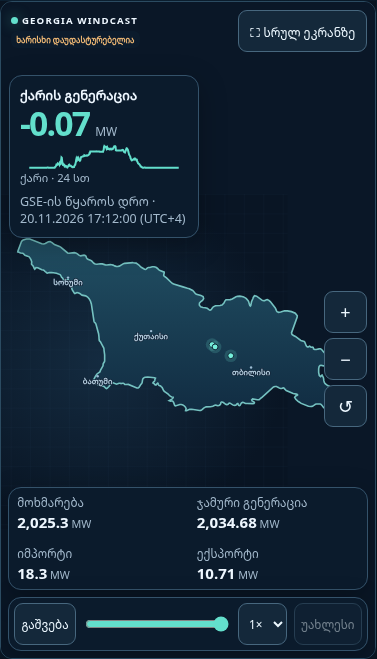 GEORGIA WINDCAST
ხარისხი დაუდასტურებელია
⛶ სრულ ეკრანზე
ქარის გენერაცია
-0.07 MW
ქარი · 24 სთ
GSE-ის წყაროს დრო ·
20.11.2026 17:12:00 (UTC+4)
სოხუმი
ქუთაისი
თბილისი
ბათუმი
+
−
↺
მოხმარება
2,025.3 MW
ჯამური გენერაცია
2,034.68 MW
იმპორტი
18.3 MW
ექსპორტი
10.71 MW
გაშვება
1×
უახლესი